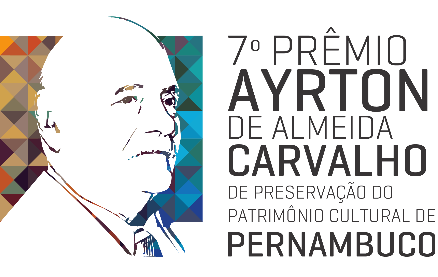 7º PRÊMIO
AYRTON
DE ALMEIDA
CARVALHO
DE PRESERVAÇÃO DO
PATRIMÔNIO CULTURAL DE
PERNAMBUCO